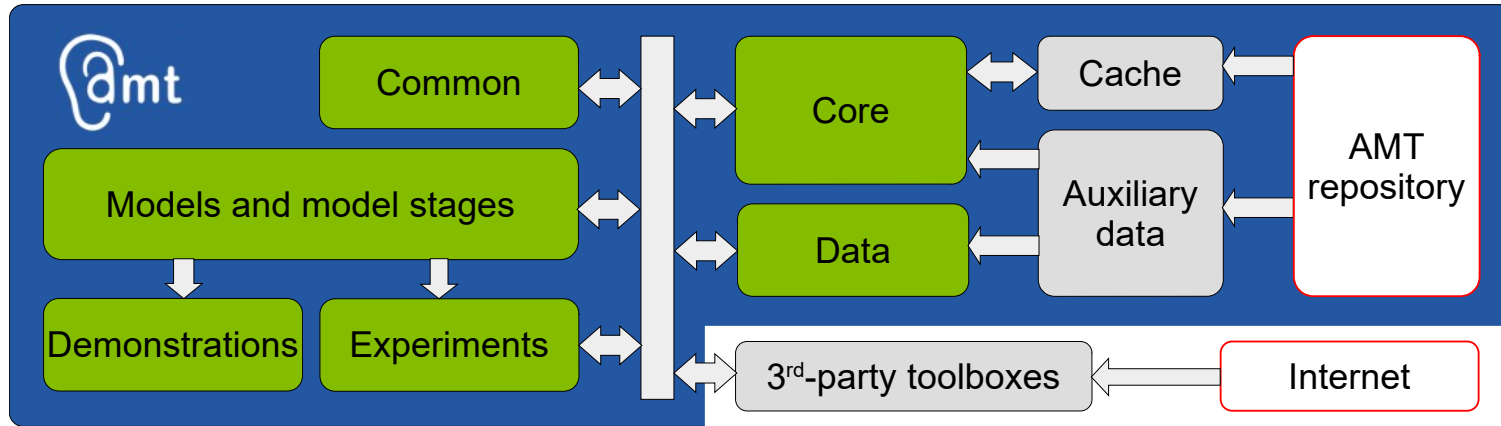 amt
Common
Models and model stages
Demonstrations
Experiments
Core
Data
Cache
Auxiliary
data
AMT
repository
3rd-party toolboxes
Internet